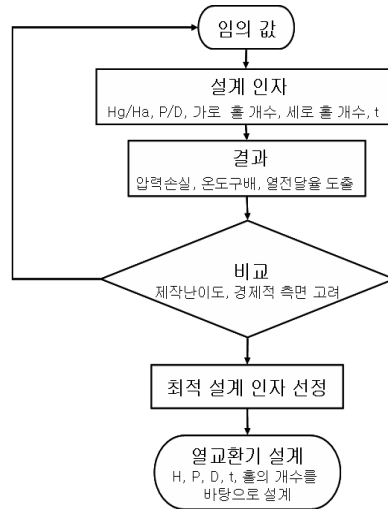 임의 값
설계 인자
Hg/Ha, P/D, 가로 홀 개수, 세로 홀 개수, t
결과
압력손실, 온도구배, 열전달율 도출
비교
제작난이도, 경제적 측면 고려
최적 설계 인자 선정
열교환기 설계
H, P, D, t, 홀의 개수를
바탕으로 설계